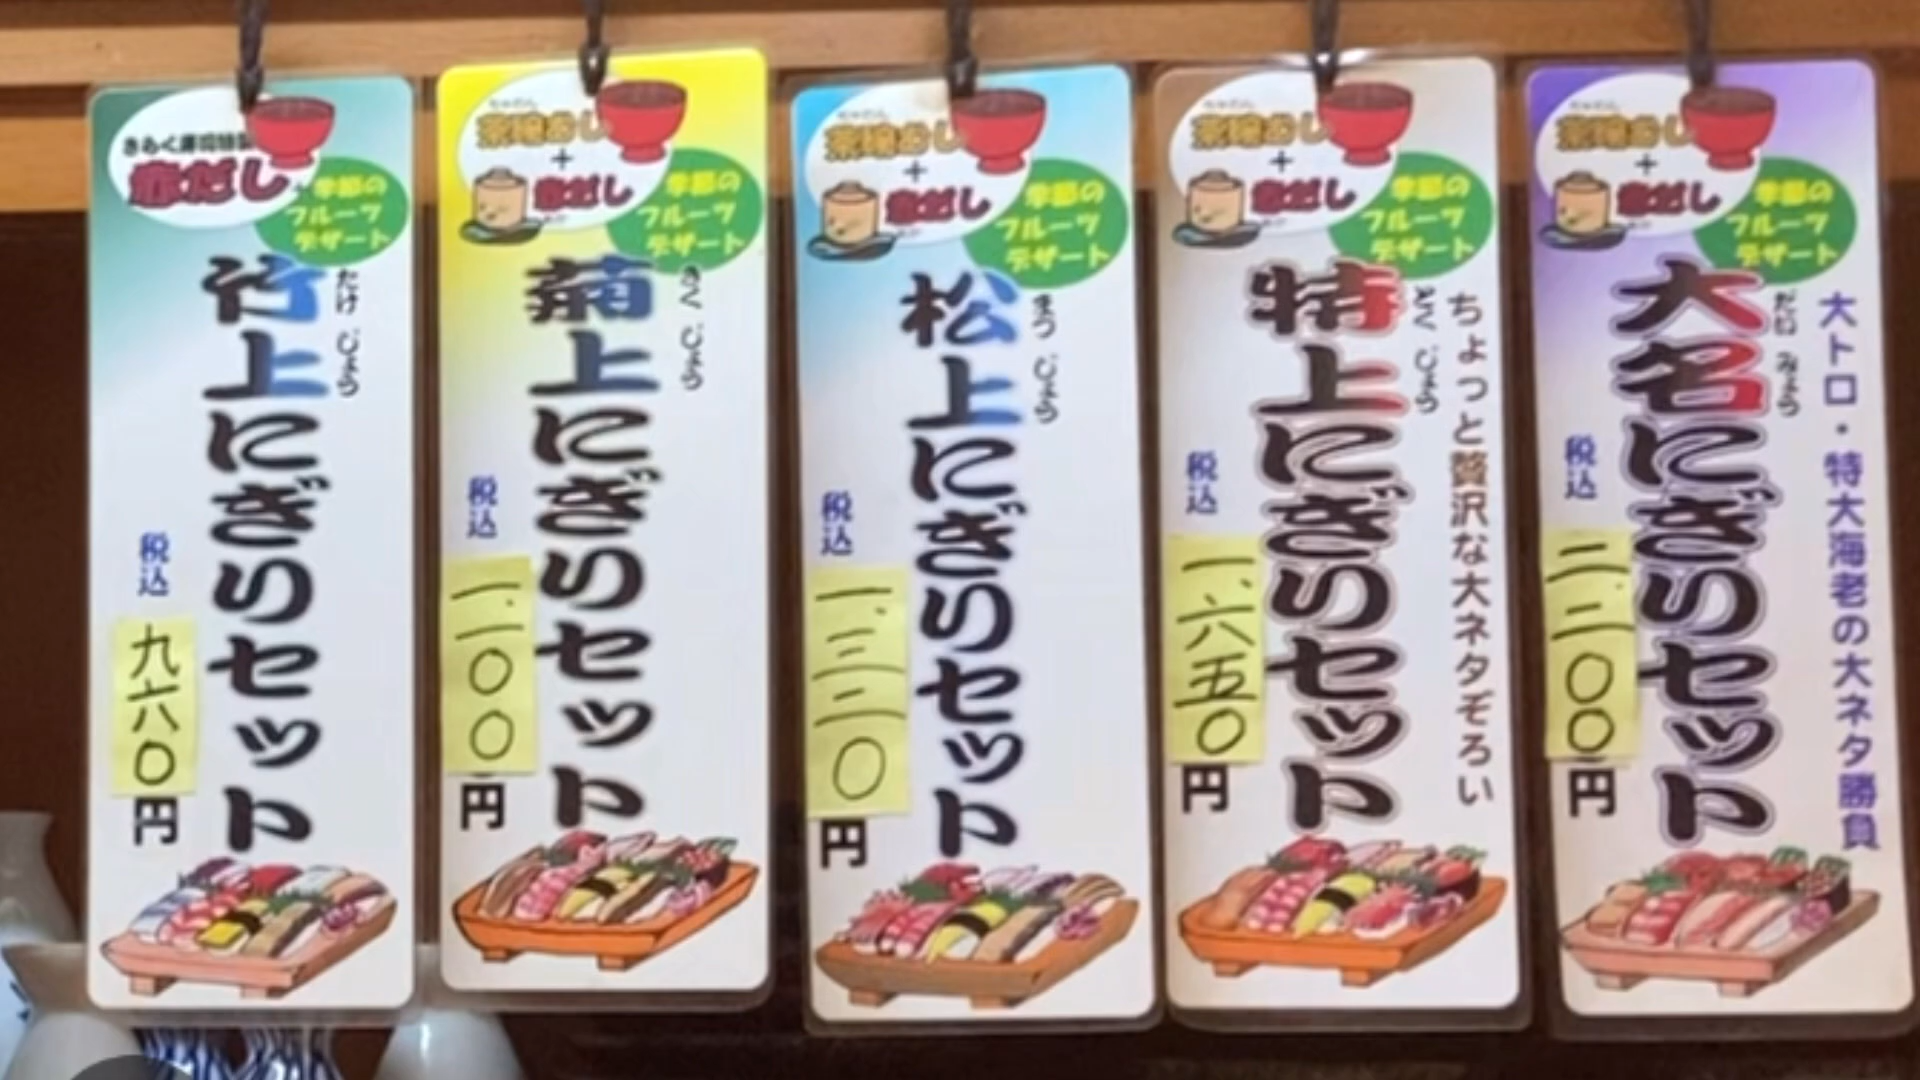 きらく寿司特製
赤だし
季節の
フルーツ
デザート
竹上にぎりセット
たけ じょう
税込
九六〇
円
茶碗むし
+
赤だし
季節の
フルーツ
デザート
菊上にぎりセット
きく じょう
税込
一、一〇〇
円
茶碗むし
+
赤だし
季節の
フルーツ
デザート
松上にぎりセット
まつ じょう
税込
一、三二〇
円
茶碗むし
+
赤だし
季節の
フルーツ
デザート
ちょっと贅沢な大ネタぞろい
特上にぎりセット
とく じょう
税込
一、六五〇
円
茶碗むし
+
赤だし
季節の
フルーツ
デザート
大トロ・特大海老の大ネタ勝負
大名にぎりセット
だい みょう
税込
二、二〇〇
円